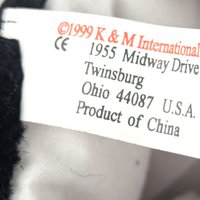 ©1999 K & M International
CE 1955 Midway Drive
Twinsburg
Ohio 44087 U.S.A.
Product of China